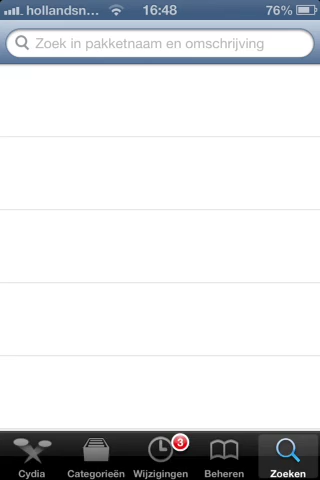 hollandsn... 16:48 76%
Zoek in pakketnaam en omschrijving
3
Cydia Categorieën Wijzigingen Beheren Zoeken